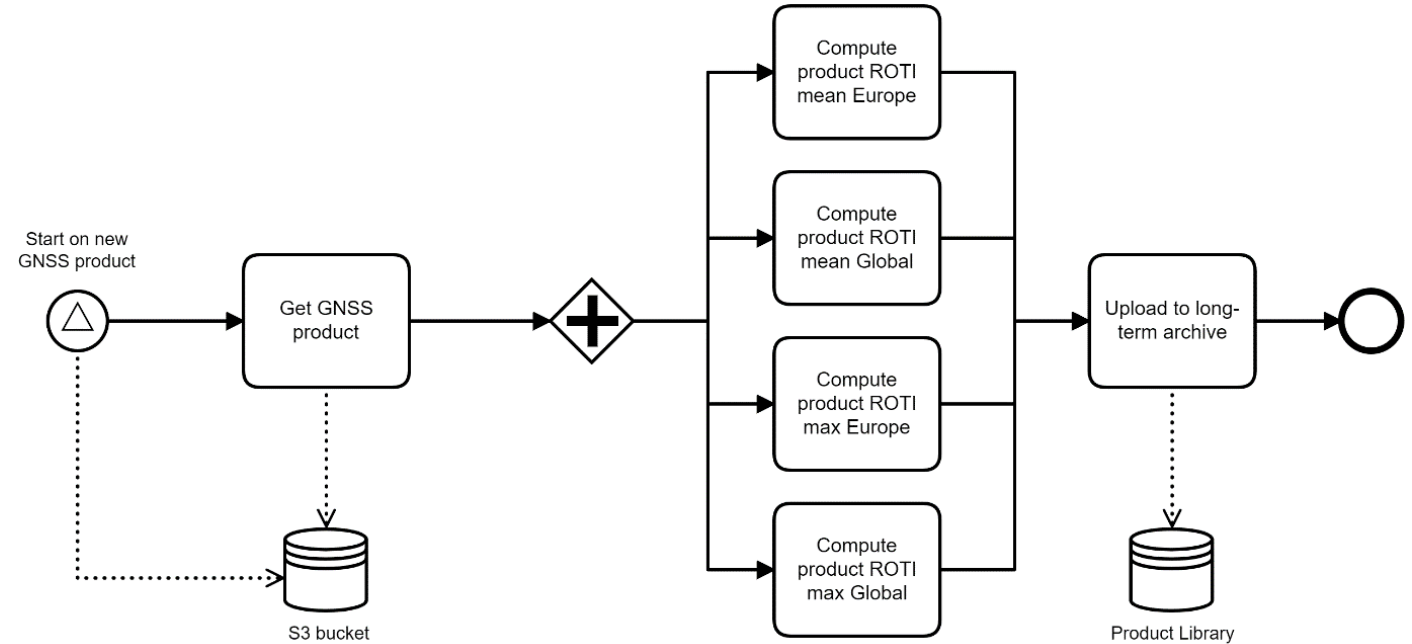 Start on new
GNSS product
Get GNSS
product
Compute
product ROTI
mean Europe
Compute
product ROTI
mean Global
Compute
product ROTI
max Europe
Compute
product ROTI
max Global
Upload to long-
term archive
S3 bucket
Product Library